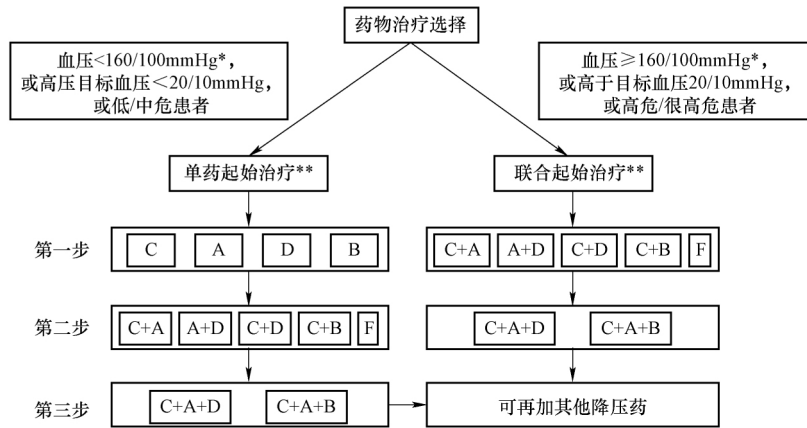 药物治疗选择
血压<160/100mmHg*,
或高压目标血压＜20/10mmHg,
或低/中危患者
血压≥160/100mmHg*,
或高于目标血压20/10mmHg,
或高危/很高危患者
单药起始治疗**
联合起始治疗**
第一步
C A D B
C+A A+D C+D C+B F
第二步
C+A A+D C+D C+B F
C+A+D C+A+B
第三步
C+A+D C+A+B
可再加其他降压药